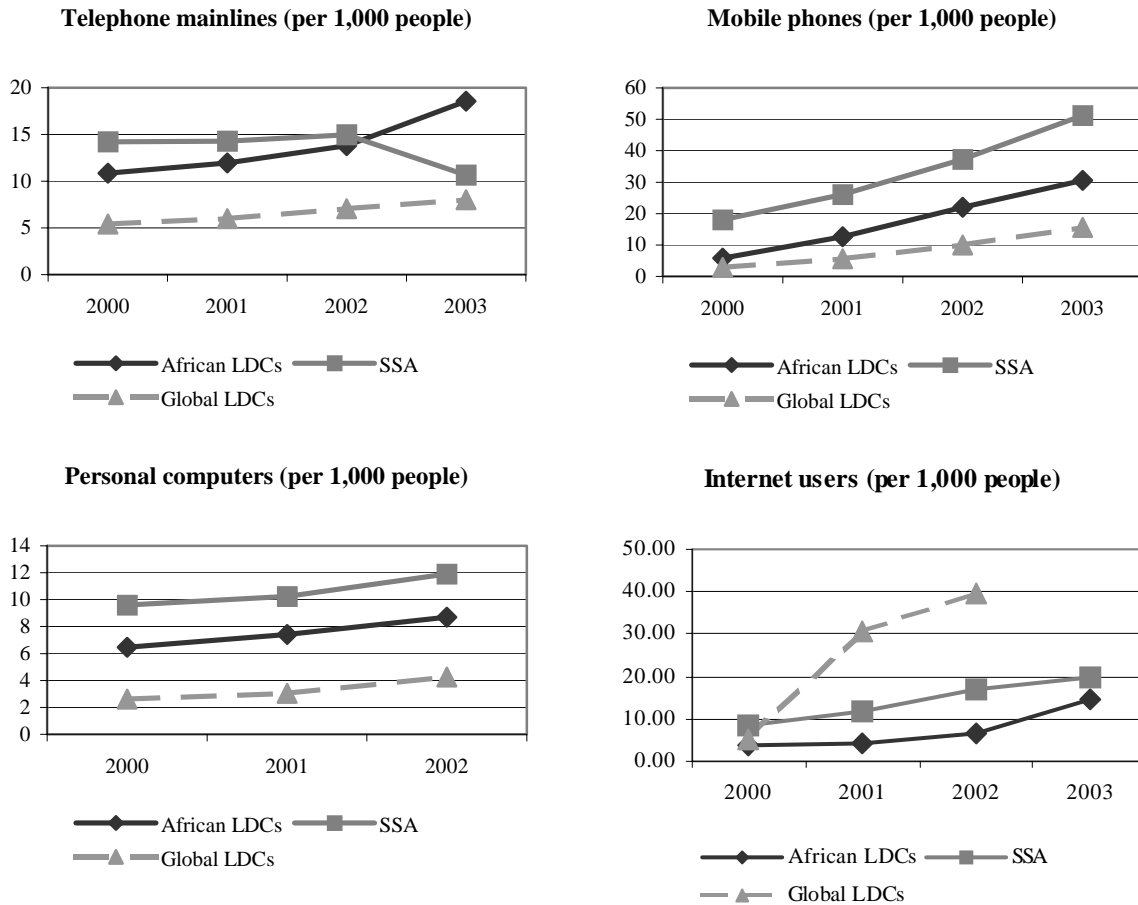 Telephone mainlines (per 1,000 people)
20
15
10
5
0
2000 2001 2002 2003
African LDCs SSA
Global LDCs
Mobile phones (per 1,000 people)
60
50
40
30
20
10
0
2000 2001 2002 2003
African LDCs SSA
Global LDCs
Personal computers (per 1,000 people)
14
12
10
8
6
4
2
0
2000 2001 2002
African LDCs SSA
Global LDCs
Internet users (per 1,000 people)
50.00
40.00
30.00
20.00
10.00
0.00
2000 2001 2002 2003
African LDCs SSA
Global LDCs